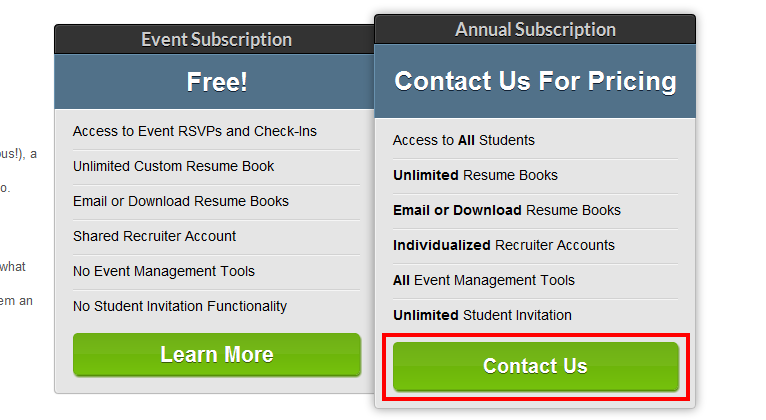 Event Subscription
Free!
Access to Event RSVPs and Check-Ins
Unlimited Custom Resume Book
Email or Download Resume Books
Shared Recruiter Account
No Event Management Tools
No Student Invitation Functionality
Learn More
Annual Subscription
Contact Us For Pricing
Access to All Students
Unlimited Resume Books
Email or Download Resume Books
Individualized Recruiter Accounts
All Event Management Tools
Unlimited Student Invitation
Contact Us
a
what
an